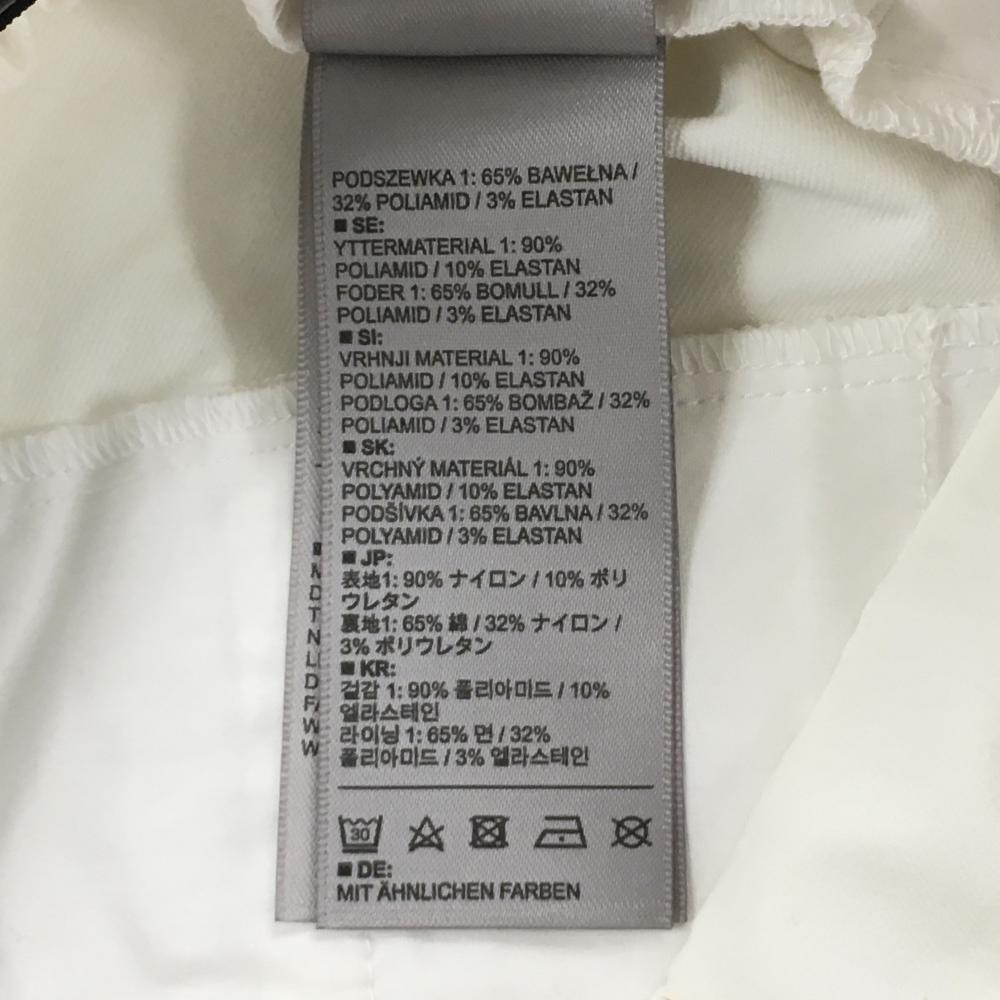 PODSZEWKA 1: 65% BAWEŁNA /
32% POLIAMID / 3% ELASTAN
■ SE:
YTTERMATERIAL 1: 90%
POLIAMID / 10% ELASTAN
FODER 1: 65% BOMULL / 32%
POLIAMID / 3% ELASTAN
■ SI:
VRHNJI MATERIAL 1: 90%
POLIAMID / 10% ELASTAN
PODLOGA 1: 65% BOMBAŽ / 32%
POLIAMID / 3% ELASTAN
■ SK:
VRCHNÝ MATERIÁL 1: 90%
POLYAMID / 10% ELASTAN
PODŠÍVKA 1: 65% BAVLNA / 32%
POLYAMID / 3% ELASTAN
■ JP:
表地1: 90% ナイロン / 10% ポリ
ウレタン
裏地1: 65% 綿 / 32% ナイロン /
3% ポリウレタン
■ KR:
겉감 1: 90% 폴리아미드 / 10%
엘라스테인
라이닝 1: 65% 면 / 32%
폴리아미드 / 3% 엘라스테인
30
■ DE:
MIT ÄHNLICHEN FARBEN